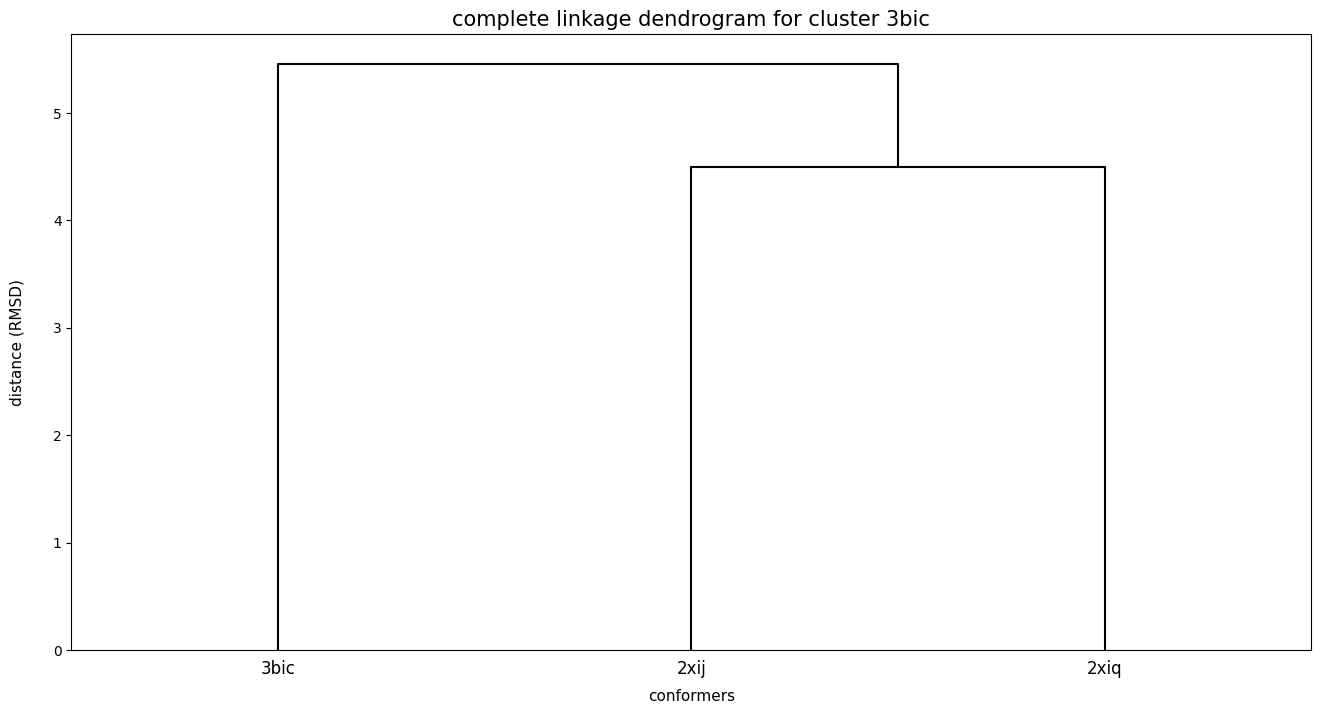 complete linkage dendrogram for cluster 3bic
distance (RMSD)
5
4
3
2
1
0
3bic 2xij 2xiq
conformers